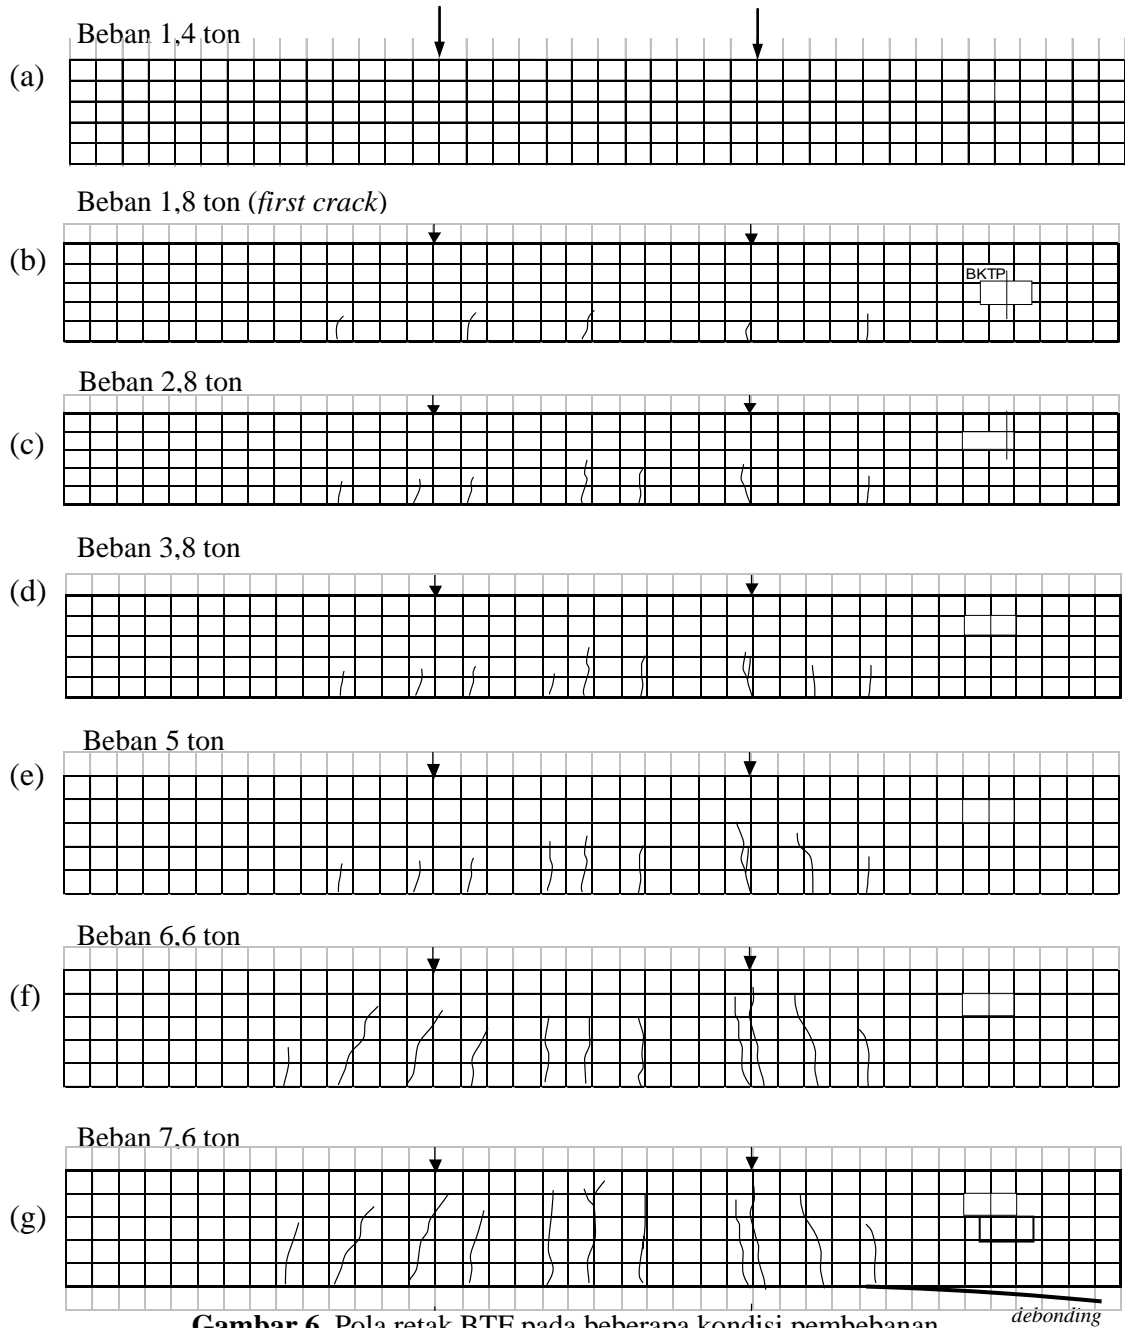 Beban 1,4 ton
(a)
Beban 1,8 ton (first crack)
(b)
BKTP
Beban 2,8 ton
(c)
Beban 3,8 ton
(d)
Beban 5 ton
(e)
Beban 6,6 ton
(f)
Beban 7,6 ton
(g)
debonding
Gambar 6. Pola retak BTF pada beberapa kondisi pembebanan